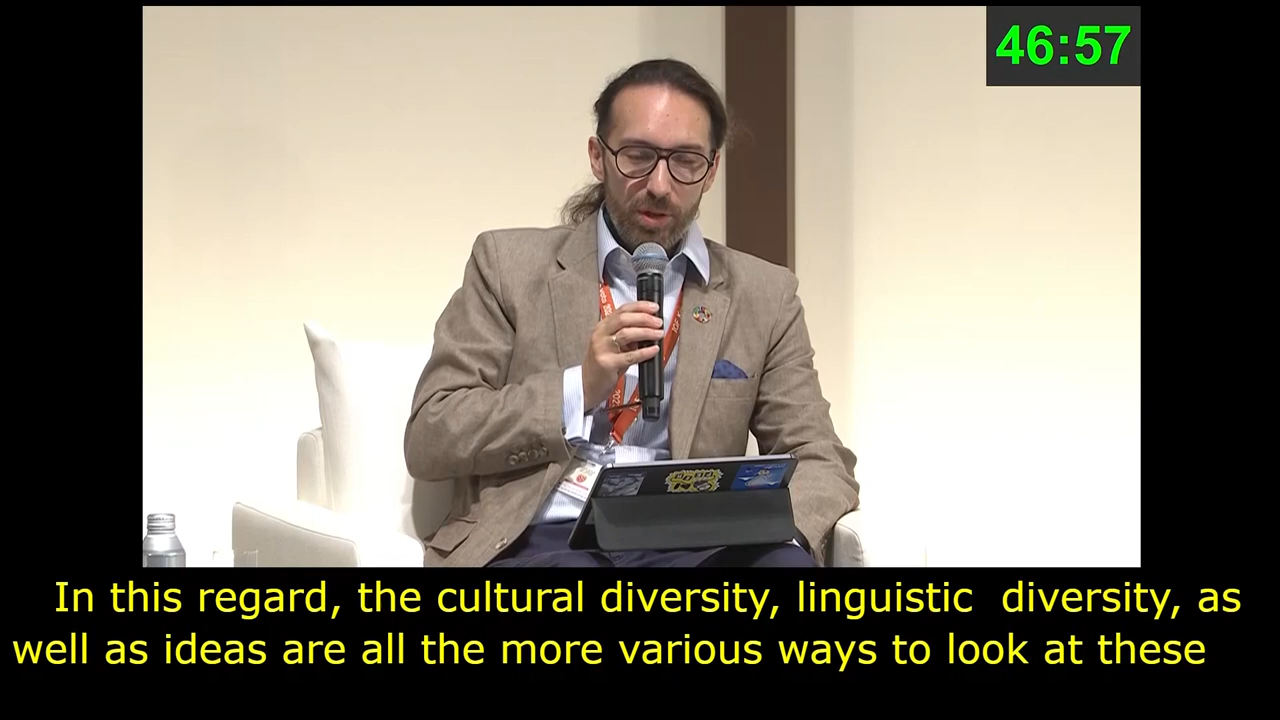 46:57
In this regard, the cultural diversity, linguistic  diversity, as
well as ideas are all the more various ways to look at these